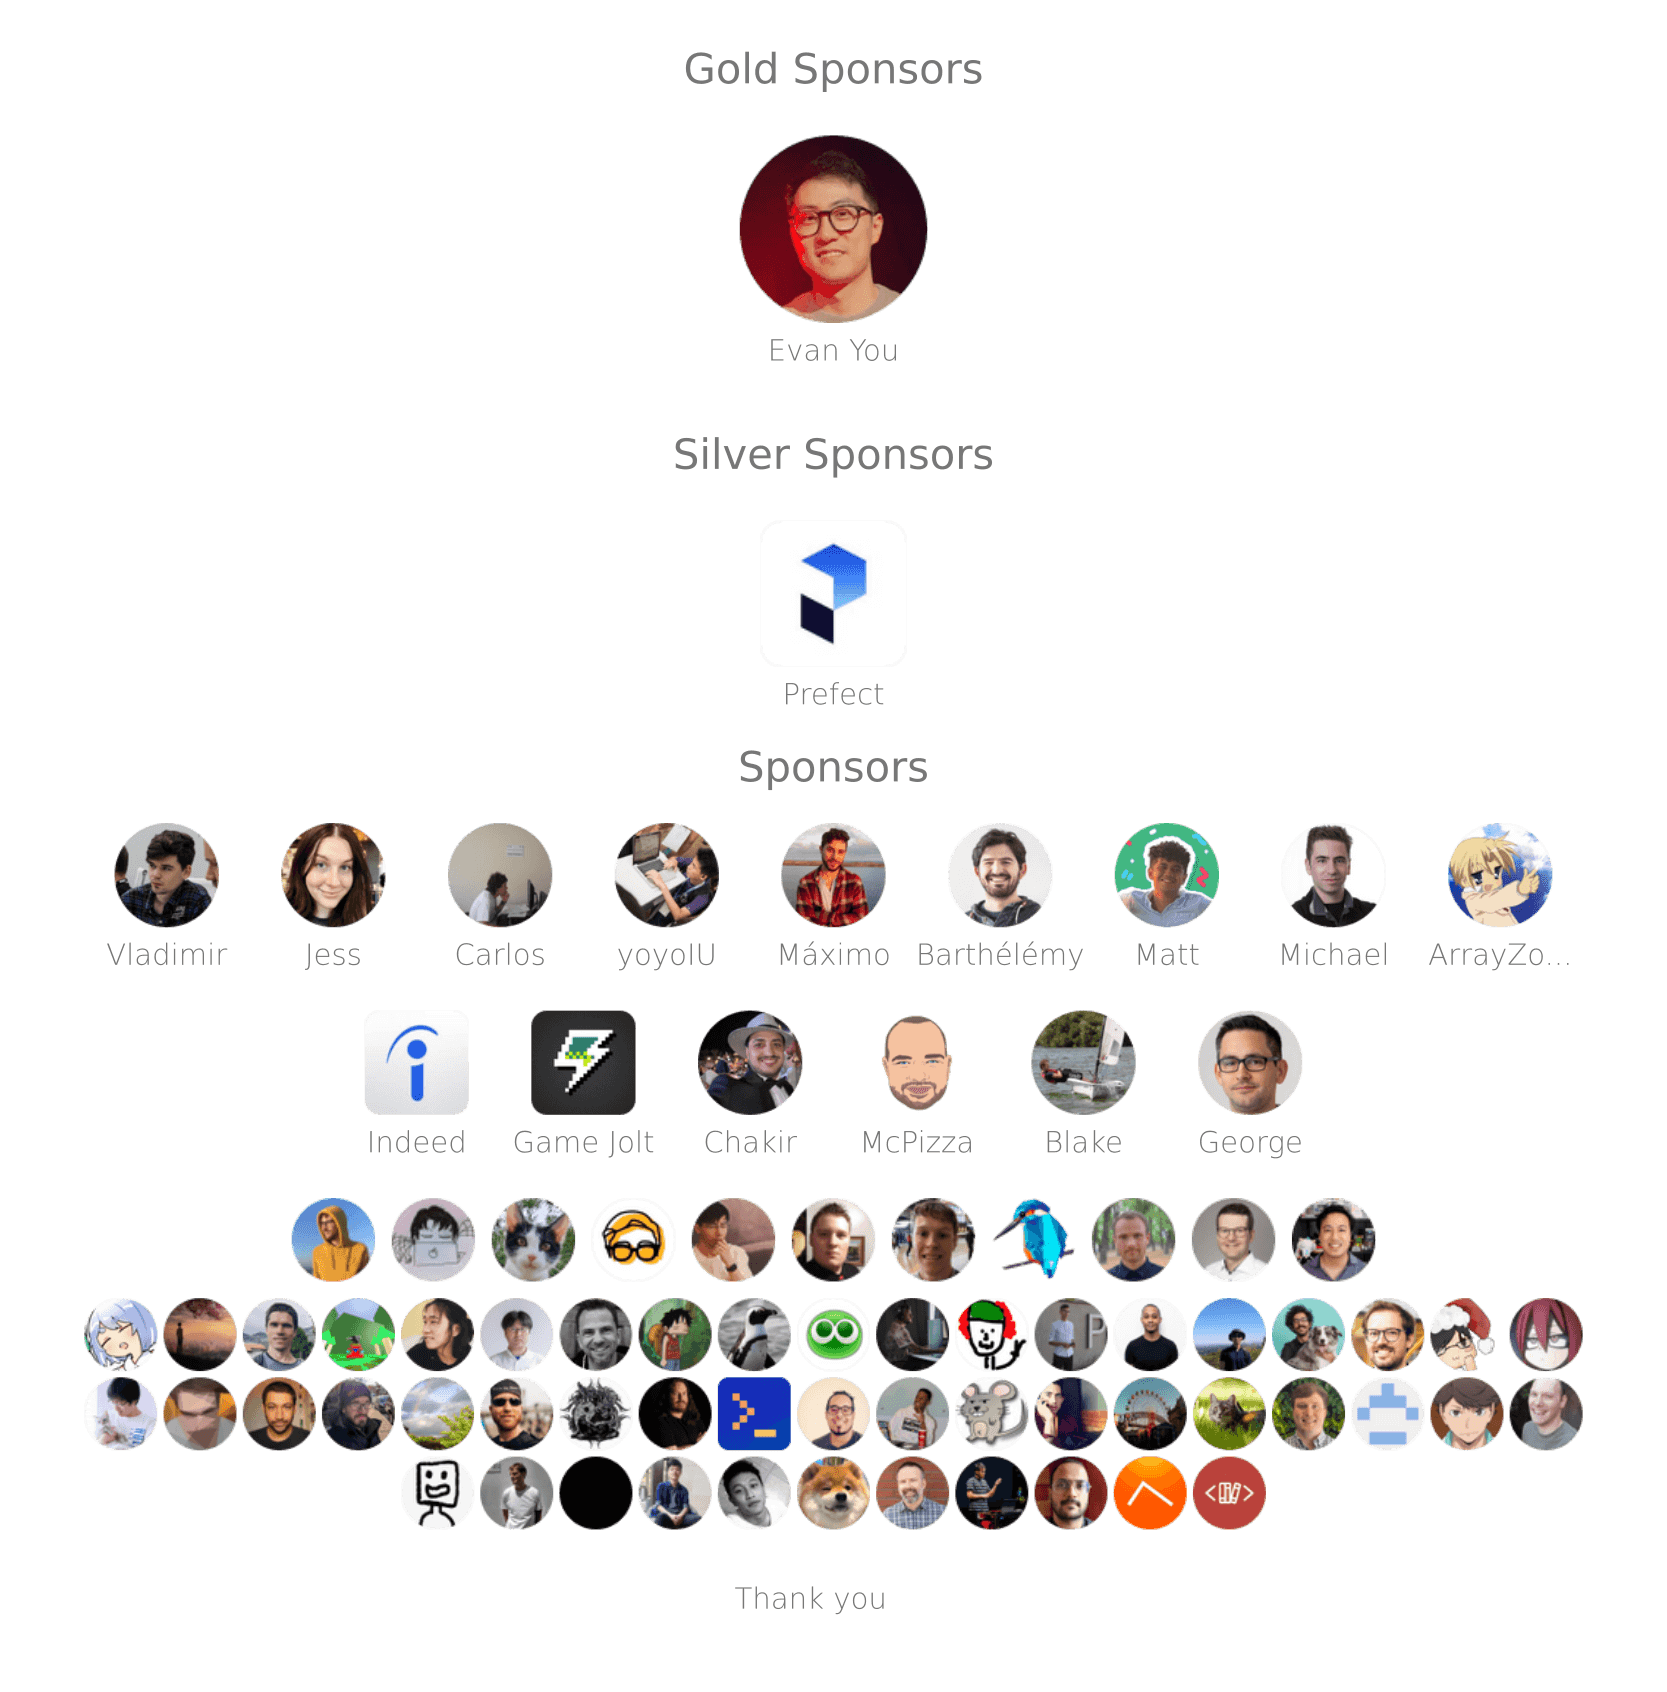 Gold Sponsors
Evan You
Silver Sponsors
Prefect
Sponsors
Vladimir Jess Carlos yoyoIU Máximo Barthélémy Matt Michael ArrayZo...
Indeed Game Jolt Chakir McPizza Blake George
Thank you